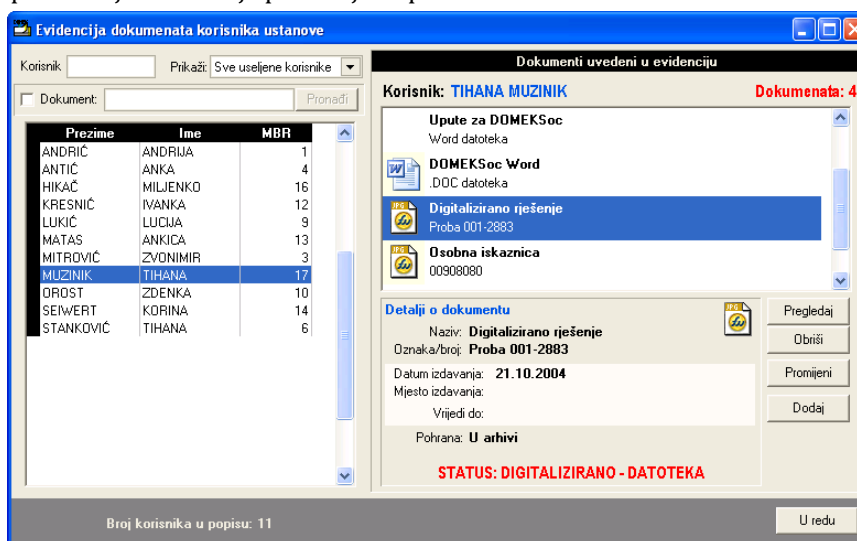 Evidencija dokumenata korisnika ustanove
Korisnik Prikaži: Sve useljene korisnike
Dokument: Pronađi
Prezime Ime MBR
ANDRIĆ ANDRIJA 1
ANTIĆ ANKA 4
HIKAČ MILJENKO 16
KRESNIĆ IVANKA 12
LUKIĆ LUCIJA 9
MATAS ANKICA 13
MITROVIĆ ZVONIMIR 3
MUZINIK TIHANA 17
OROST ZDENKA 10
SEIWERT KORINA 14
STANKOVIĆ TIHANA 6
Broj korisnika u popisu: 11
Dokumenti uvedeni u evidenciju
Korisnik: TIHANA MUZINIK Dokumenata: 4
Upute za DOMEKSoc
Word datoteka
DOMEKSoc Word
.DOC datoteka
JPG Digitalizirano rješenje
Proba 001-2883
JPG Osobna iskaznica
00908080
Detalji o dokumentu JPG
Naziv: Digitalizirano rješenje
Oznaka/broj: Proba 001-2883
Datum izdavanja: 21.10.2004
Mjesto izdavanja:
Vrijedi do:
Pohrana: U arhivi
STATUS: DIGITALIZIRANO - DATOTEKA
Pregledaj
Obriši
Promijeni
Dodaj
U redu